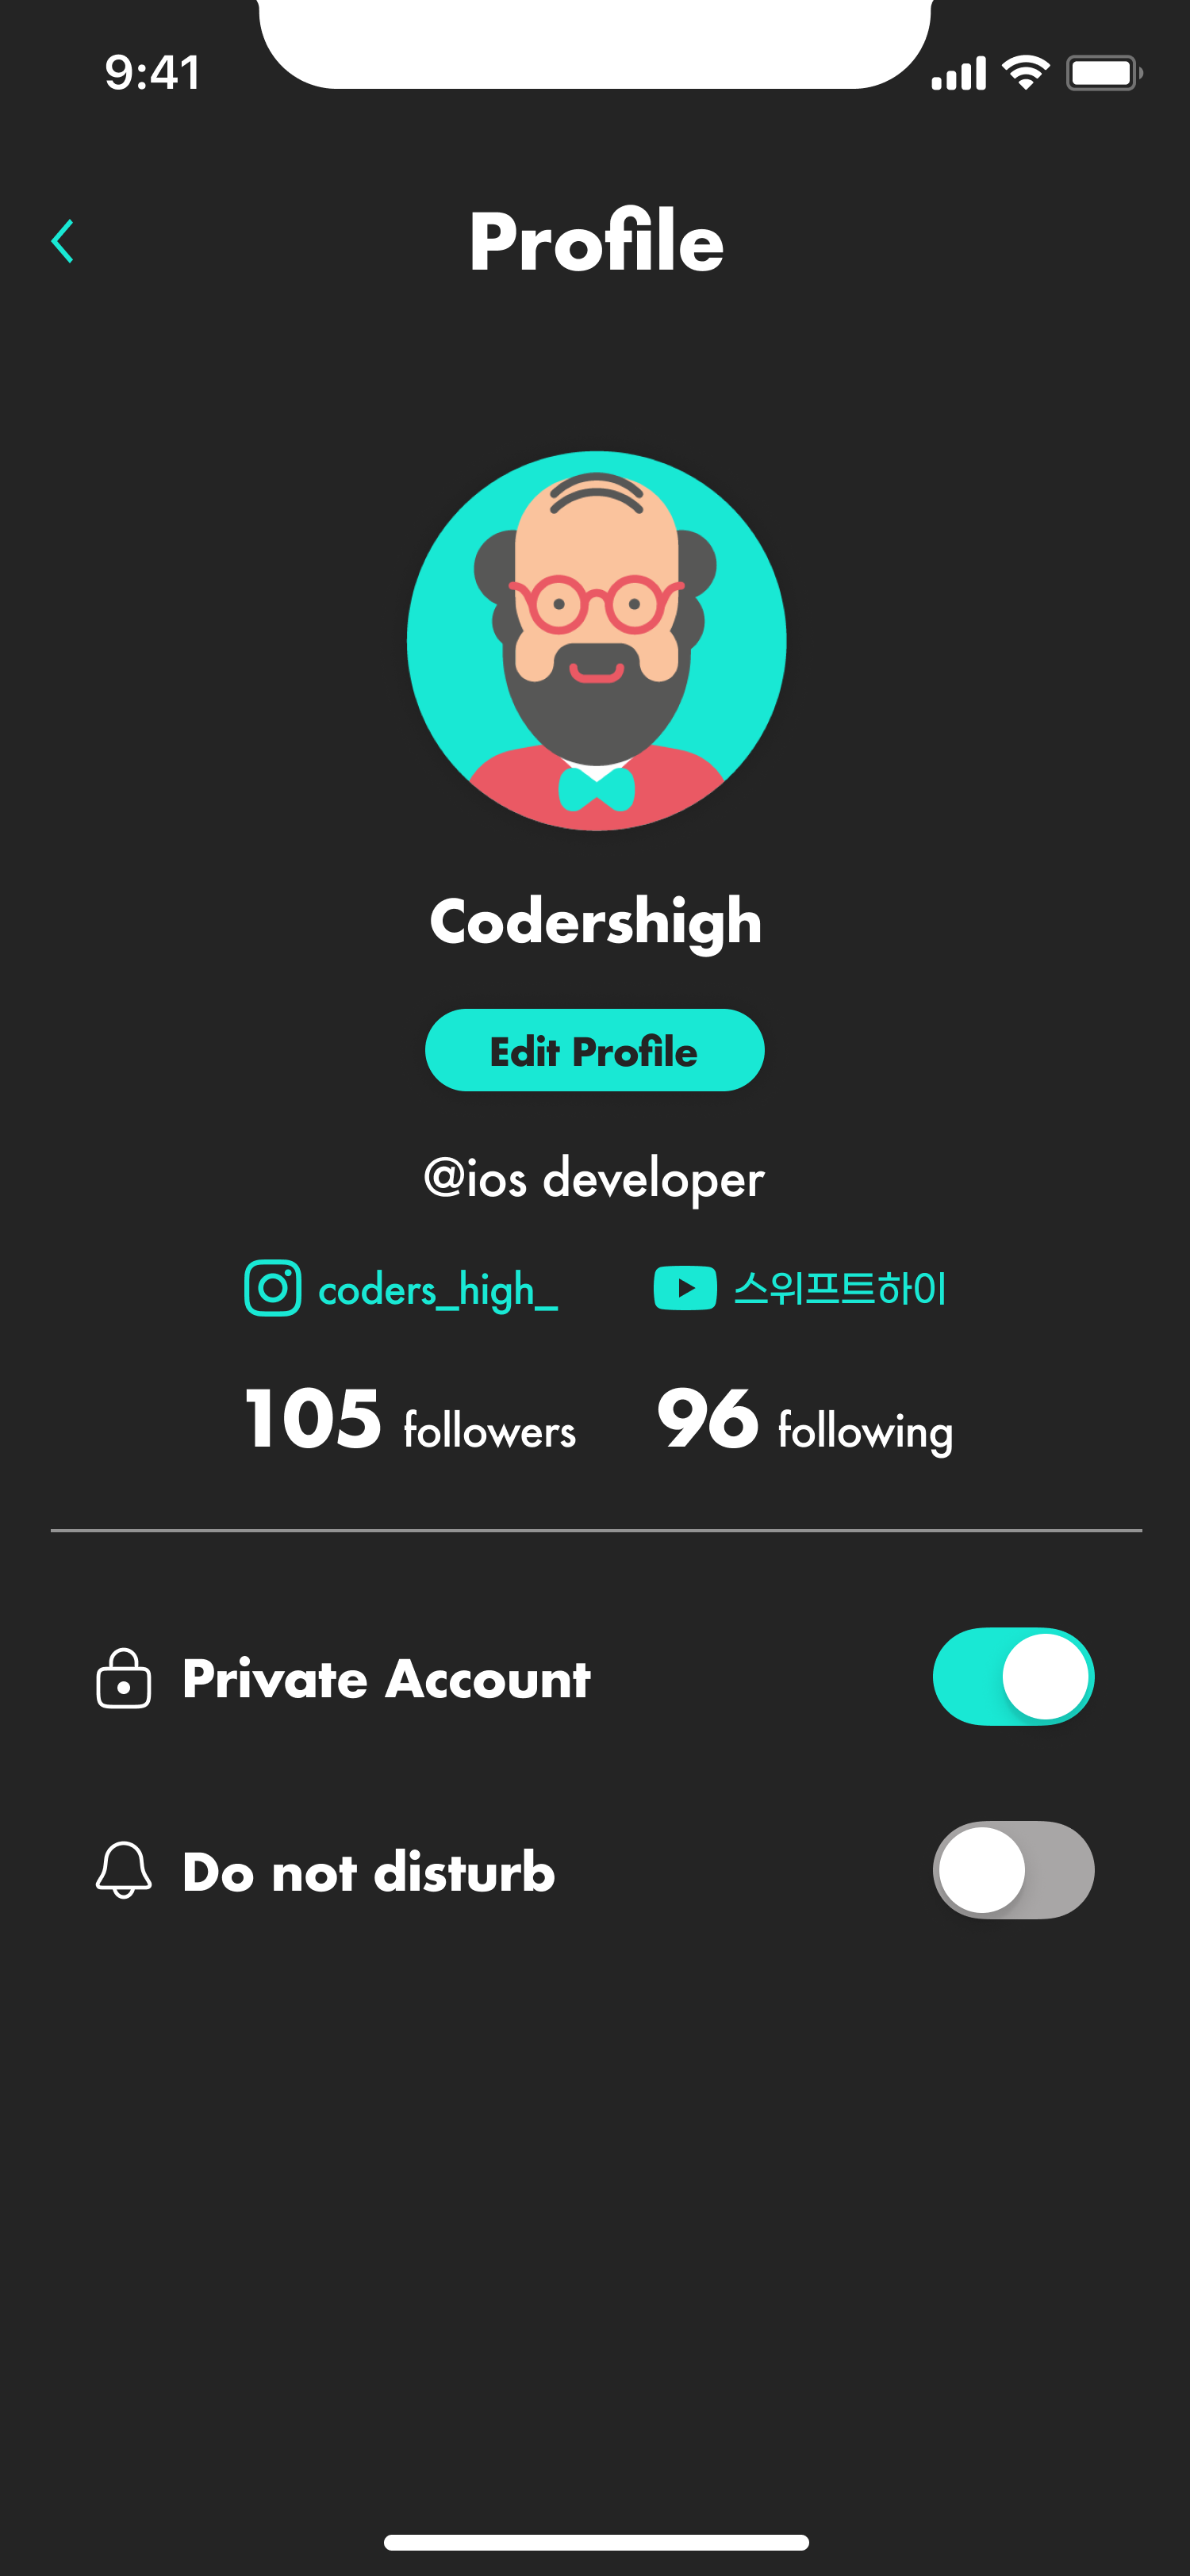 9:41
Profile
Codershigh
Edit Profile
@ios developer
coders_high_ 스위프트하이
105 followers 96 following
Private Account
Do not disturb